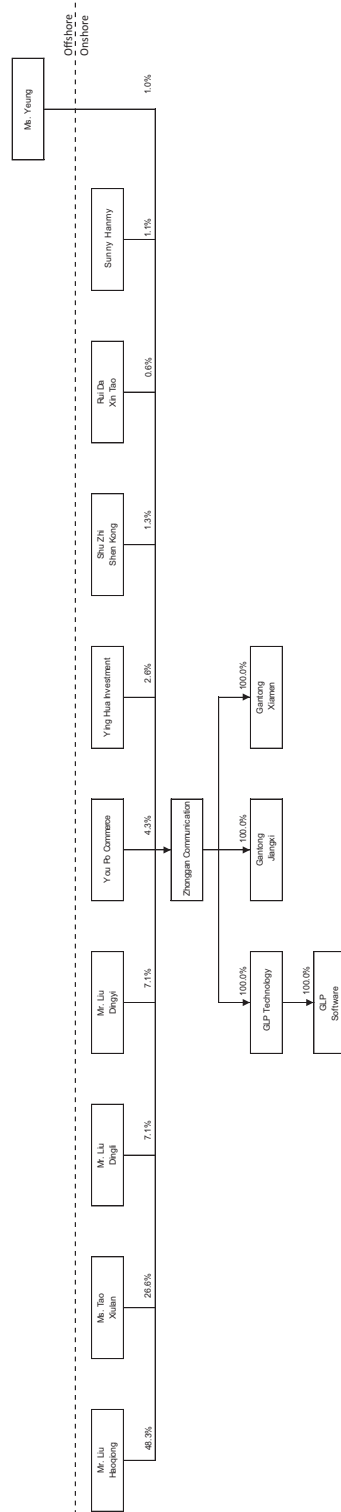 Ms. Yeung
Offshore
Onshore
Mr. Liu
Haoqiong
Ms. Tao
Xiulan
Mr. Liu
Dingli
Mr. Liu
Dingyi
You Po Commerce
Ying Hua Investment
Shu Zhi
Shen Kong
Rui Da
Xin Tao
Sunny Hanmy
48.3%
26.6%
7.1%
7.1%
4.3%
2.6%
1.3%
0.6%
1.1%
1.0%
Zhonggan Communication
100.0%
100.0%
100.0%
GLP Technology
Gantong
Jiangxi
Gantong
Xiamen
100.0%
GLP
Software